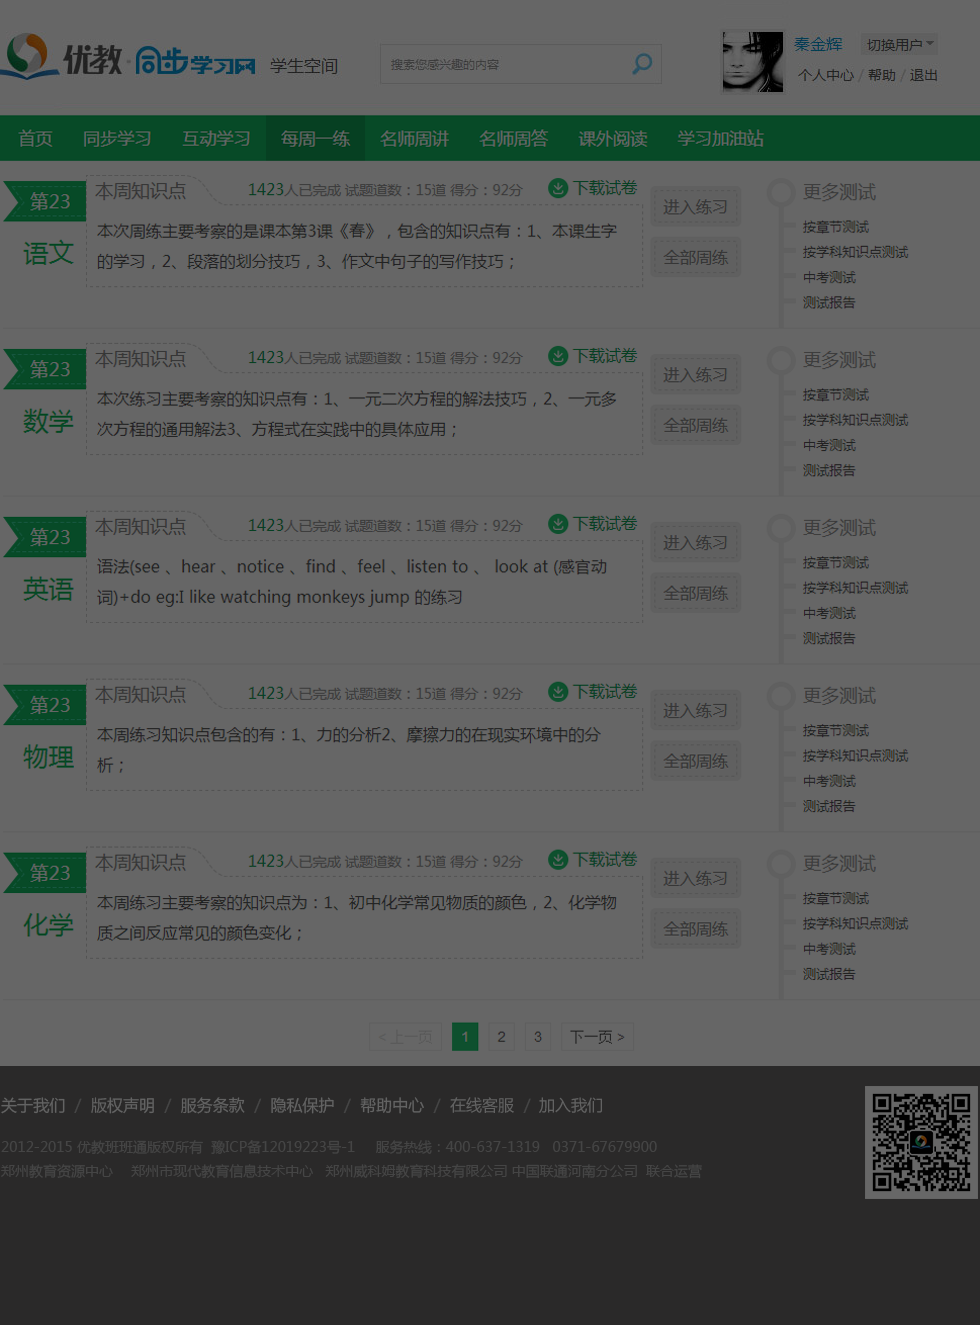 优教·同步学习网 学生空间
搜索您感兴趣的内容
秦金辉 切换用户
个人中心 / 帮助 / 退出
首页 同步学习 互动学习 每周一练 名师周讲 名师周答 课外阅读 学习加油站
第23 本周知识点 1423人已完成 试题道数：15道 得分：92分 下载试卷
语文
本次周练主要考察的是课本第3课《春》，包含的知识点有：1、本课生字
的学习，2、段落的划分技巧，3、作文中句子的写作技巧；
进入练习
全部周练
更多测试
按章节测试
按学科知识点测试
中考测试
测试报告
第23 本周知识点 1423人已完成 试题道数：15道 得分：92分 下载试卷
数学
本次练习主要考察的知识点有：1、一元二次方程的解法技巧，2、一元多
次方程的通用解法3、方程式在实践中的具体应用；
进入练习
全部周练
更多测试
按章节测试
按学科知识点测试
中考测试
测试报告
第23 本周知识点 1423人已完成 试题道数：15道 得分：92分 下载试卷
英语
语法(see 、hear 、notice 、find 、feel 、listen to 、 look at (感官动
词)+do eg:I like watching monkeys jump 的练习
进入练习
全部周练
更多测试
按章节测试
按学科知识点测试
中考测试
测试报告
第23 本周知识点 1423人已完成 试题道数：15道 得分：92分 下载试卷
物理
本周练习知识点包含的有：1、力的分析2、摩擦力的在现实环境中的分
析；
进入练习
全部周练
更多测试
按章节测试
按学科知识点测试
中考测试
测试报告
第23 本周知识点 1423人已完成 试题道数：15道 得分：92分 下载试卷
化学
本周练习主要考察的知识点为：1、初中化学常见物质的颜色，2、化学物
质之间反应常见的颜色变化；
进入练习
全部周练
更多测试
按章节测试
按学科知识点测试
中考测试
测试报告
< 上一页 1 2 3 下一页 >
关于我们 / 版权声明 / 服务条款 / 隐私保护 / 帮助中心 / 在线客服 / 加入我们
2012-2015 优教班班通版权所有 豫ICP备12019223号-1 服务热线：400-637-1319 0371-67679900
郑州教育资源中心 郑州市现代教育信息技术中心 郑州威科姆教育科技有限公司 中国联通河南分公司 联合运营